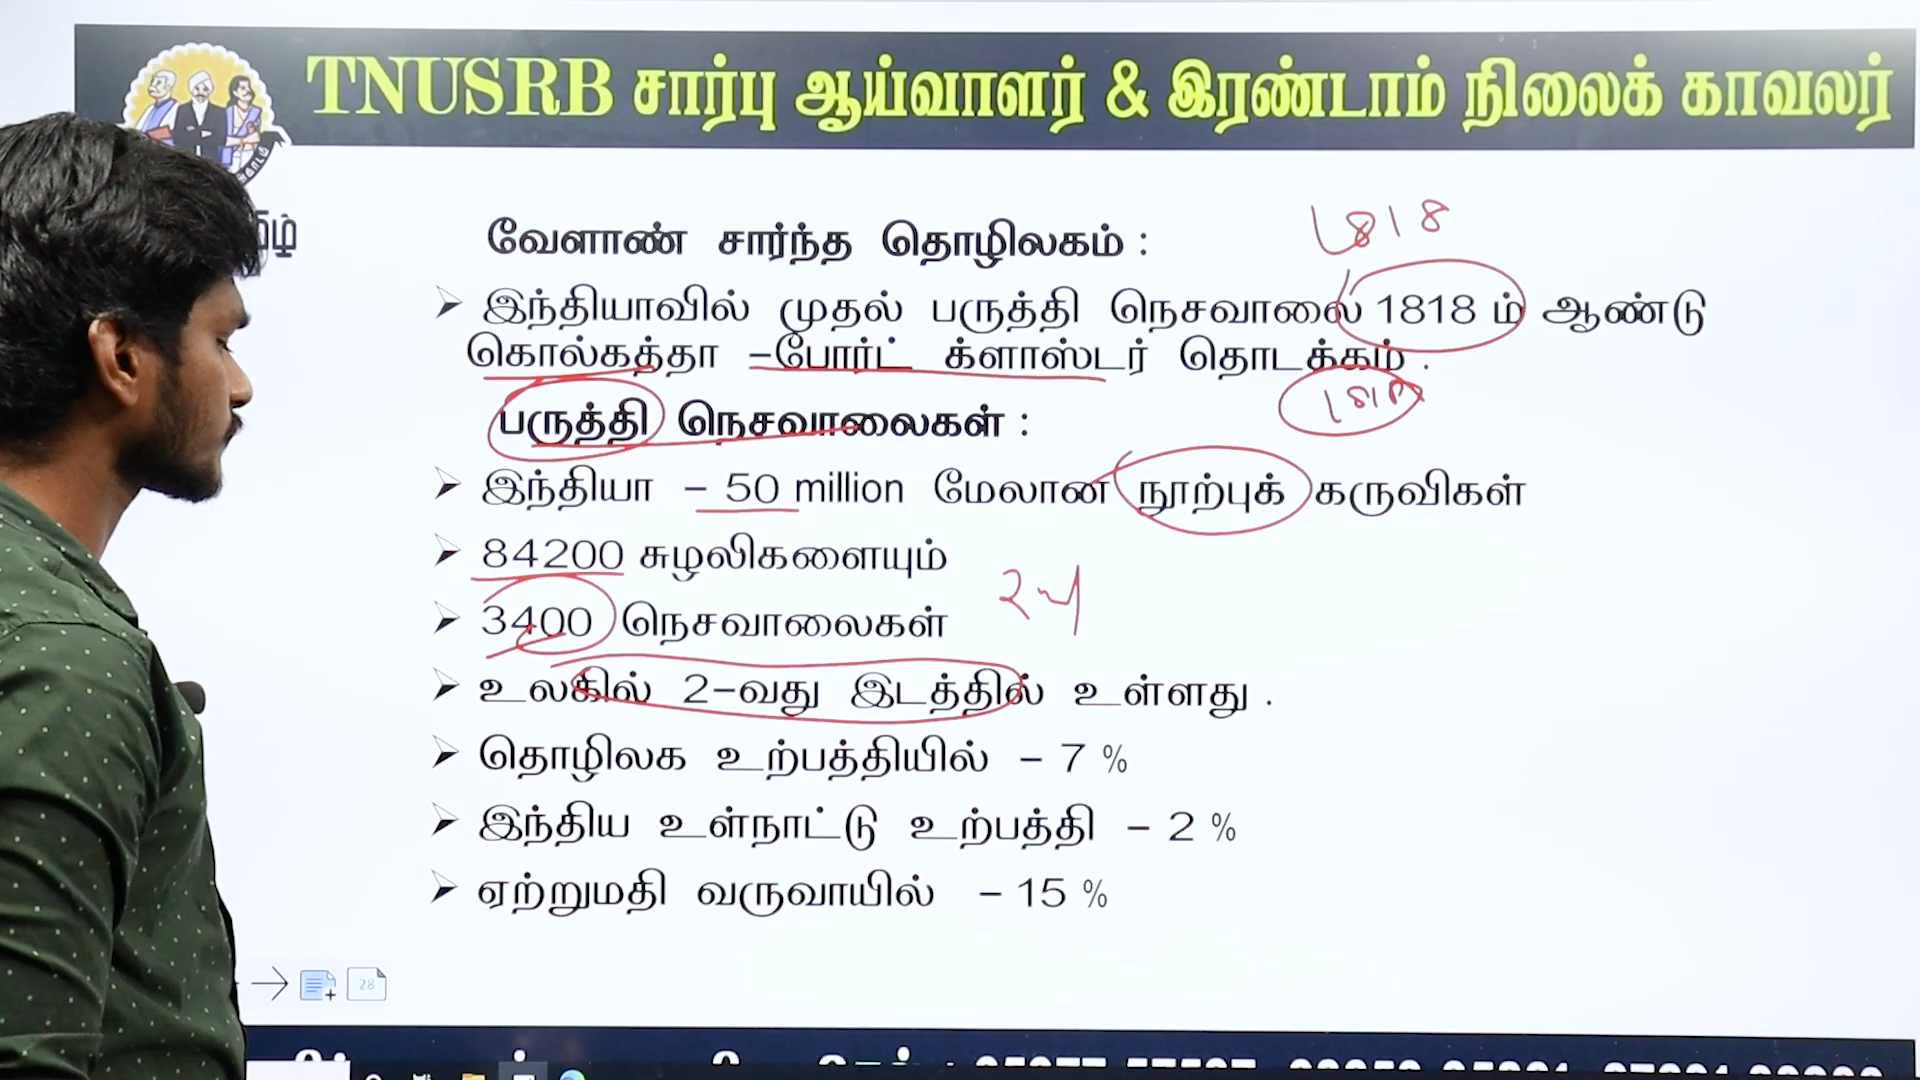 TNUSRB சார்பு ஆய்வாளர் & இரண்டாம் நிலைக் காவலர்
வேளாண் சார்ந்த தொழிலகம் :
1818
➢ இந்தியாவில் முதல் பருத்தி நெசவாலை 1818 ம் ஆண்டு
கொல்கத்தா –போர்ட் க்ளாஸ்டர் தொடக்கம் .
பருத்தி நெசவாலைகள் :
➢ இந்தியா – 50 million மேலான நூற்புக் கருவிகள்
➢ 84200 சுழலிகளையும்
➢ 3400 நெசவாலைகள்
➢ உலகில் 2–வது இடத்தில் உள்ளது .
➢ தொழிலக உற்பத்தியில் – 7 %
➢ இந்திய உள்நாட்டு உற்பத்தி – 2 %
➢ ஏற்றுமதி வருவாயில் – 15 %
28